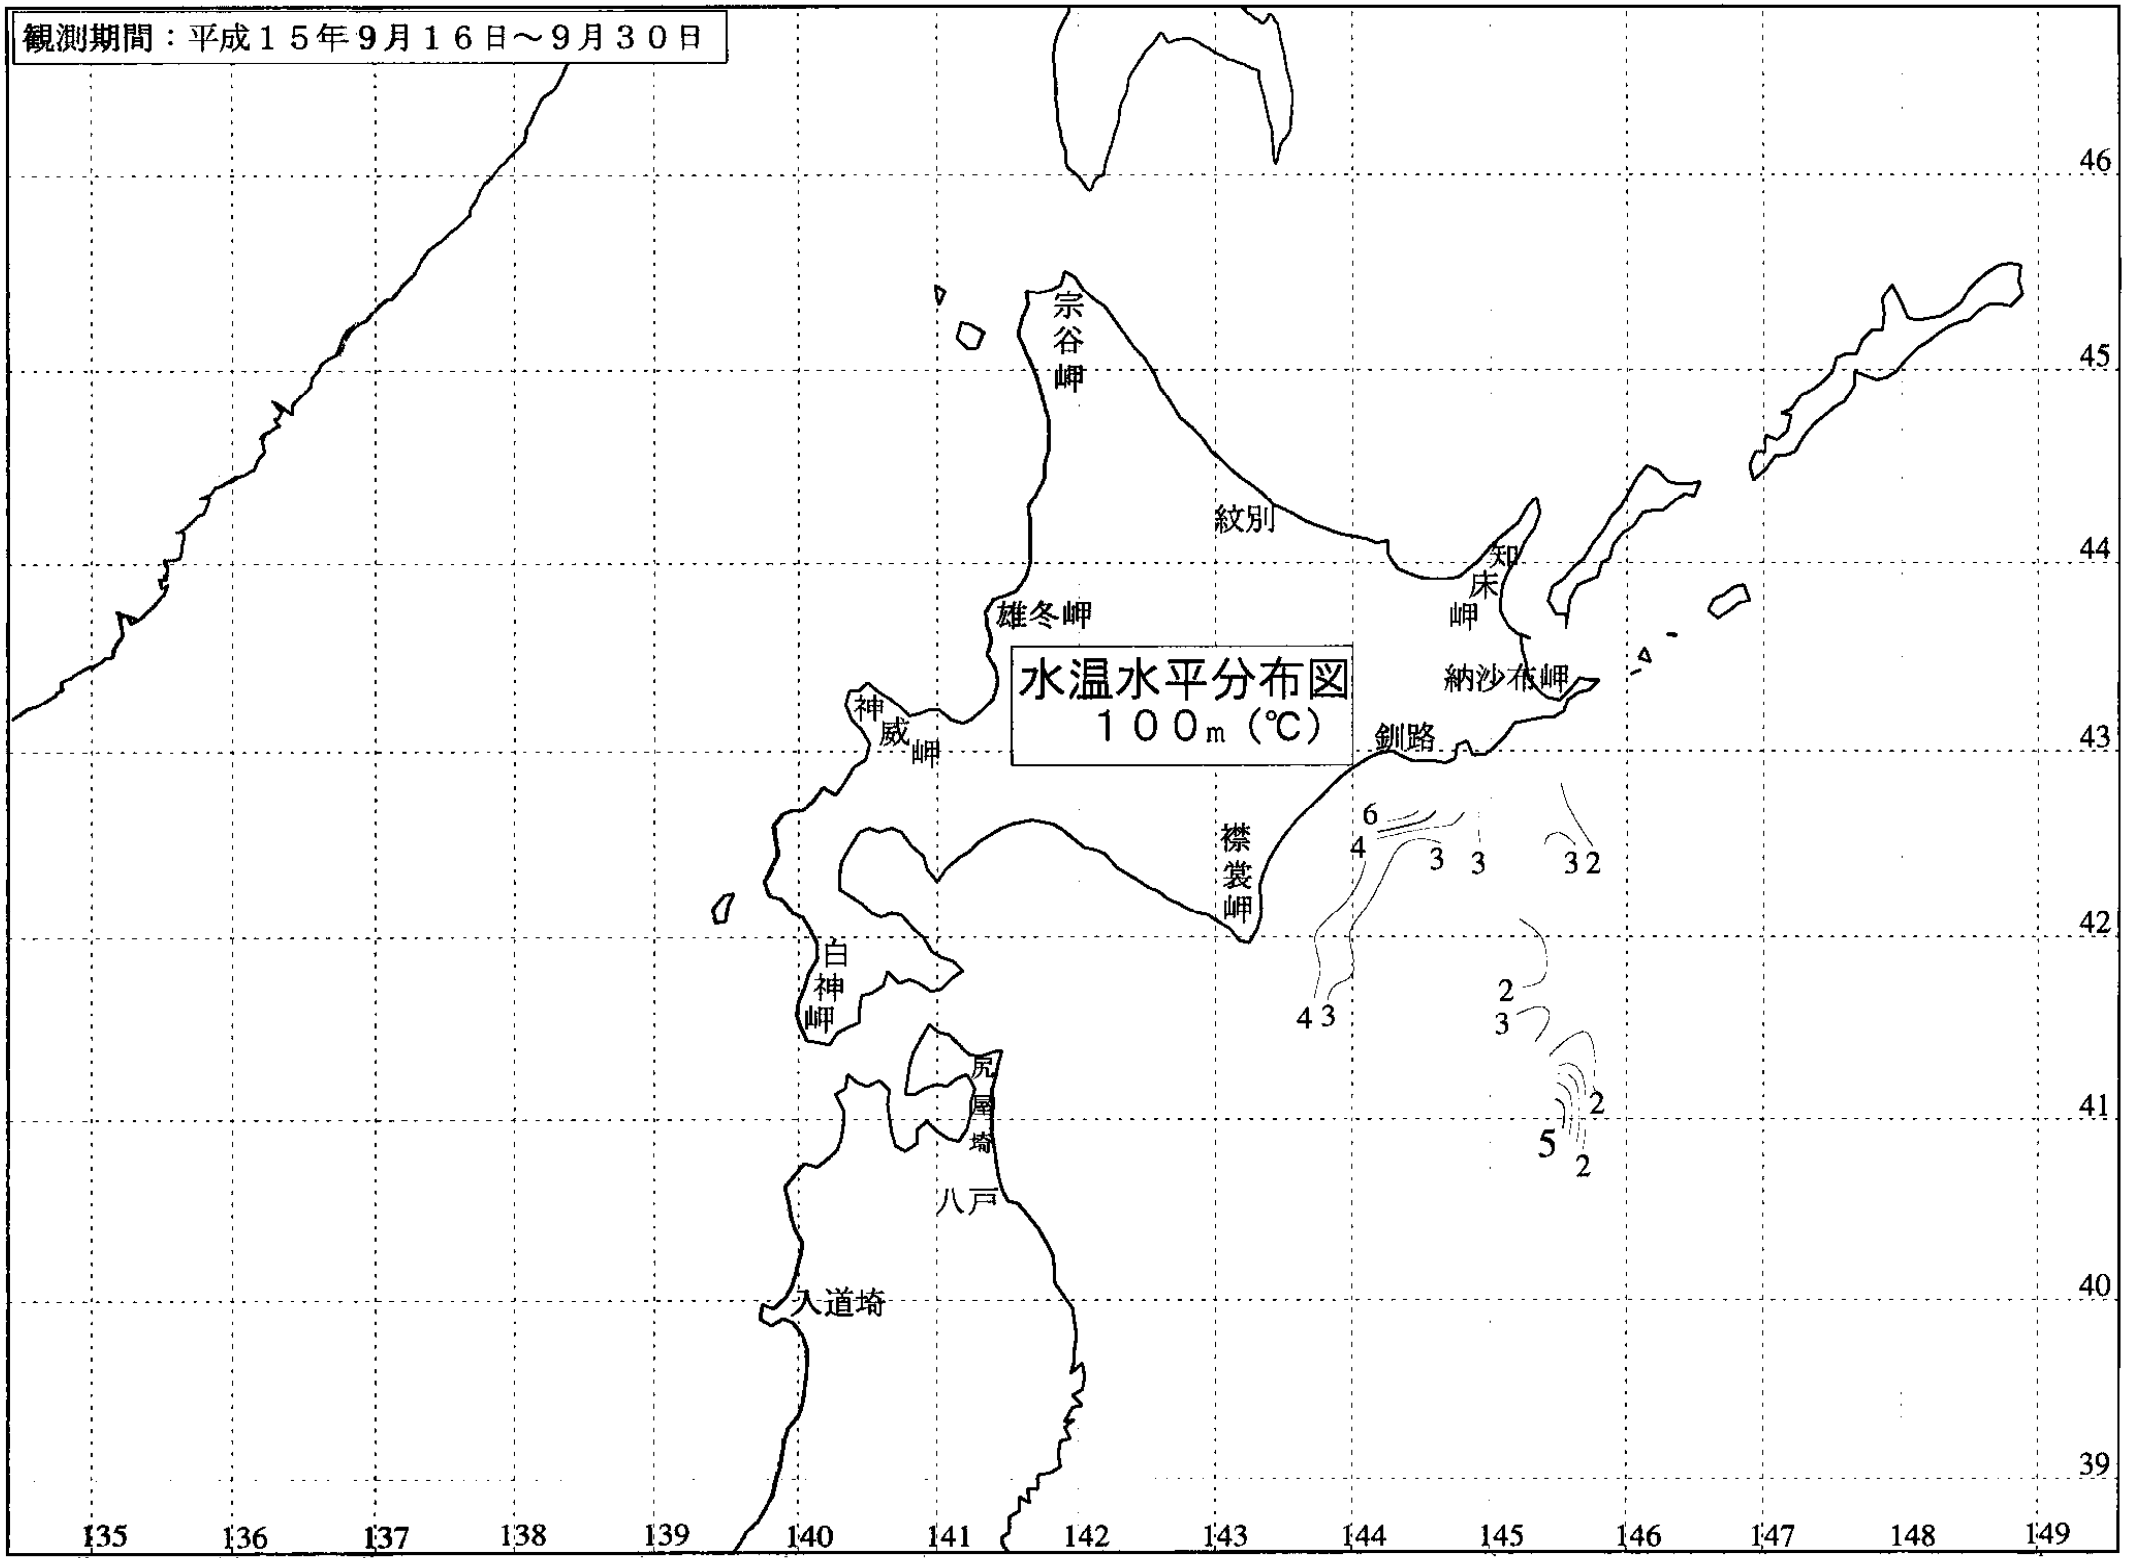 観測期間：平成１５年９月１６日～９月３０日
46
宗谷岬
45
紋別
44
知床岬
雄冬岬
水温水平分布図
１００ｍ（℃）
納沙布岬
神威岬
釧路
43
6
4
3
3
3 2
襟裳岬
42
白神岬
2
4 3
3
尻屋埼
2
41
5
2
八戸
40
入道埼
39
135 136 137 138 139 140 141 142 143 144 145 146 147 148 149